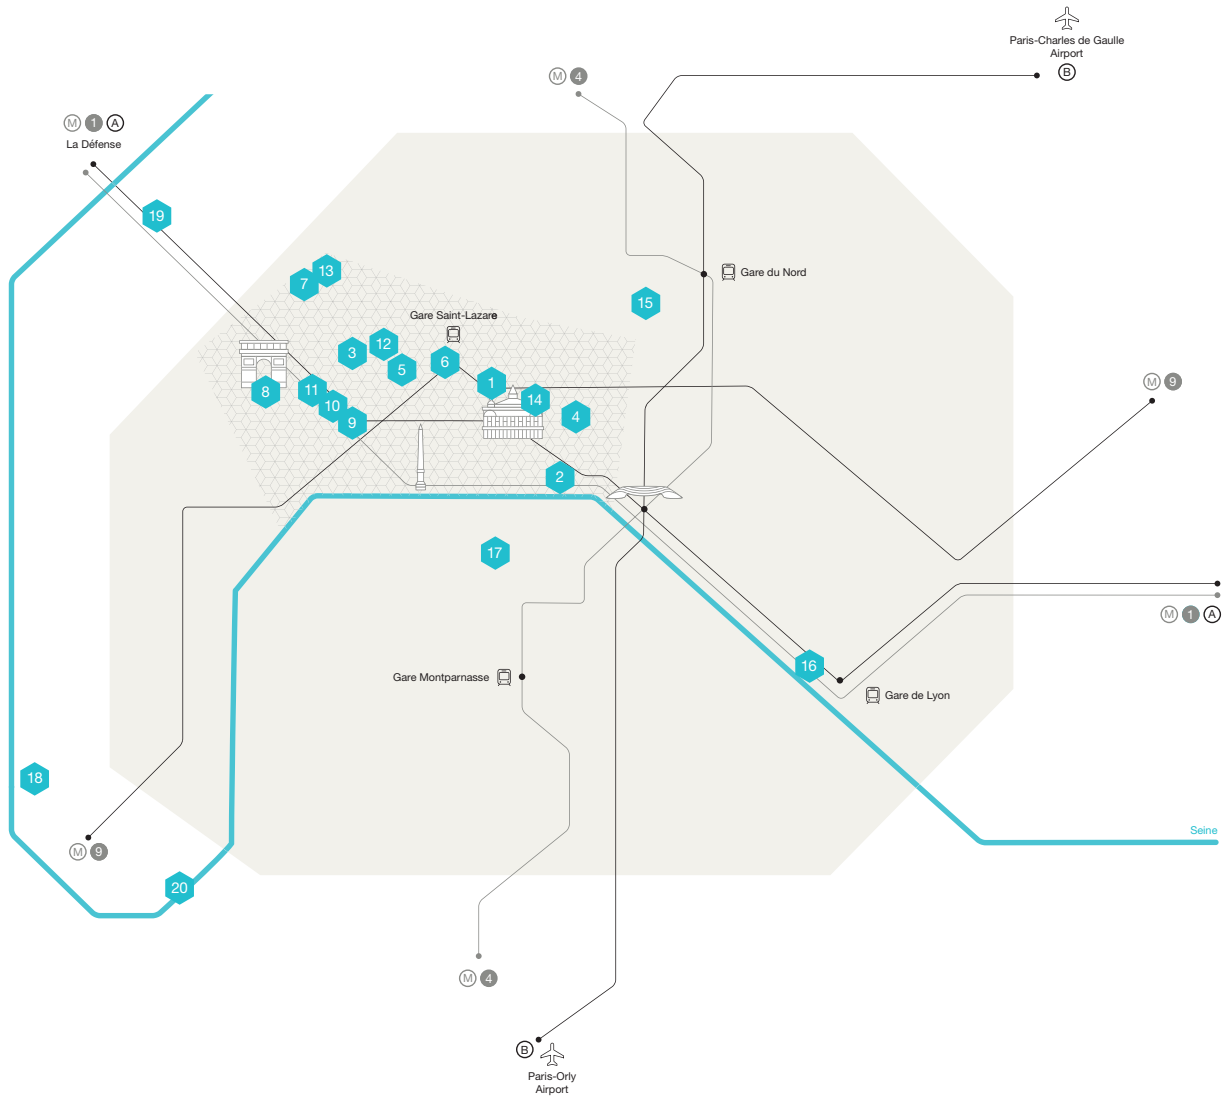 Paris-Charles de Gaulle
Airport
B
M 4
M 1 A
La Défense
19
13
7
Gare du Nord
15
Gare Saint-Lazare
12
3
6
5
1
M 9
11
8
14
10
4
9
2
17
M 1 A
16
Gare Montparnasse
Gare de Lyon
18
Seine
M 9
20
M 4
B
Paris-Orly
Airport